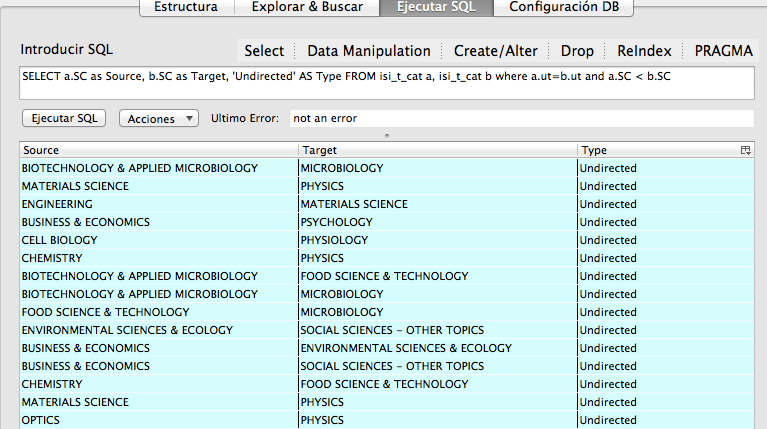 Estructura Explorar & Buscar Ejecutar SQL Configuración DB
Introducir SQL Select Data Manipulation Create/Alter Drop ReIndex PRAGMA
SELECT a.SC as Source, b.SC as Target, 'Undirected' AS Type FROM isi_t_cat a, isi_t_cat b where a.ut=b.ut and a.SC < b.SC
Ejecutar SQL Acciones Ultimo Error: not an error
Source Target Type
BIOTECHNOLOGY & APPLIED MICROBIOLOGY MICROBIOLOGY Undirected
MATERIALS SCIENCE PHYSICS Undirected
ENGINEERING MATERIALS SCIENCE Undirected
BUSINESS & ECONOMICS PSYCHOLOGY Undirected
CELL BIOLOGY PHYSIOLOGY Undirected
CHEMISTRY PHYSICS Undirected
BIOTECHNOLOGY & APPLIED MICROBIOLOGY FOOD SCIENCE & TECHNOLOGY Undirected
BIOTECHNOLOGY & APPLIED MICROBIOLOGY MICROBIOLOGY Undirected
FOOD SCIENCE & TECHNOLOGY MICROBIOLOGY Undirected
ENVIRONMENTAL SCIENCES & ECOLOGY SOCIAL SCIENCES - OTHER TOPICS Undirected
BUSINESS & ECONOMICS ENVIRONMENTAL SCIENCES & ECOLOGY Undirected
BUSINESS & ECONOMICS SOCIAL SCIENCES - OTHER TOPICS Undirected
CHEMISTRY FOOD SCIENCE & TECHNOLOGY Undirected
MATERIALS SCIENCE PHYSICS Undirected
OPTICS PHYSICS Undirected